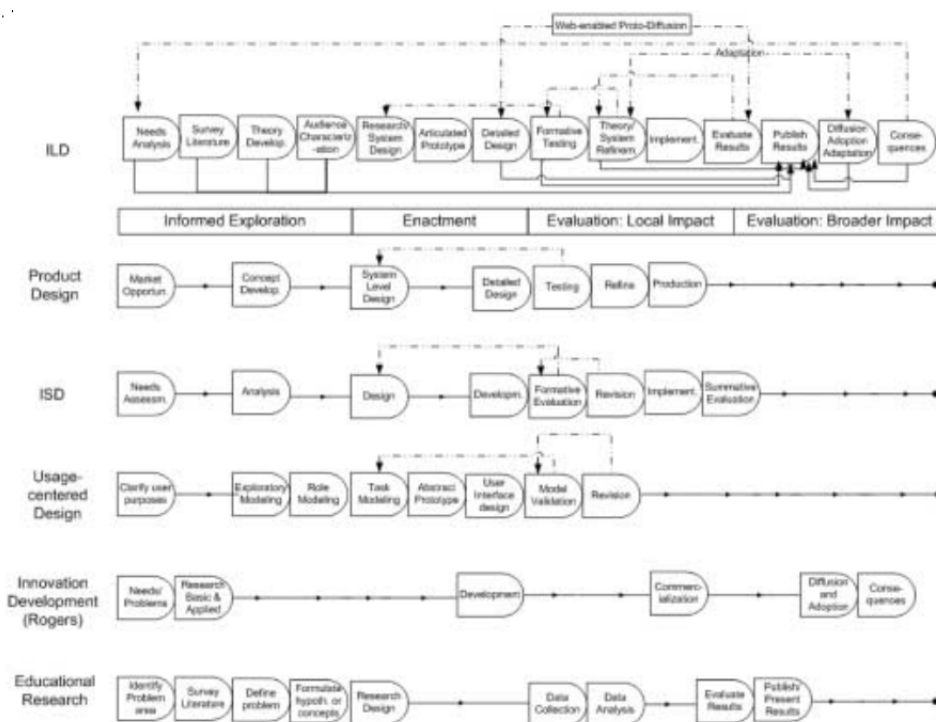 Web-enabled Proto-Diffusion
Adaptation
ILD
Needs
Analysis
Survey
Literature
Theory
Develop.
Audience
Characteriz
-ation
Research/
System
Design
Articulated
Prototype
Detailed
Design
Formative
Testing
Theory/
System
Refinem.
Implement.
Evaluate
Results
Publish
Results
Diffusion
Adoption
Adaptation
Conse-
quences
Informed Exploration
Enactment
Evaluation: Local Impact
Evaluation: Broader Impact
Product
Design
Market
Opportun.
Concept
Develop.
System
Level
Design
Detailed
Design
Testing
Refine
Production
ISD
Needs
Assessm.
Analysis
Design
Developm.
Formative
Evaluation
Revision
Implement.
Summative
Evaluation
Usage-
centered
Design
Clarify user
purposes
Exploratory
Modeling
Role
Modeling
Task
Modeling
Abstract
Prototype
User
Interface
design
Model
Validation
Revision
Innovation
Development
(Rogers)
Needs/
Problems
Research
Basic &
Applied
Development
Commerc-
ialization
Diffusion
and
Adoption
Conse-
quences
Educational
Research
Identify
Problem
area
Survey
Literature
Define
problem
Formulate
hypoth. or
concepts
Research
Design
Data
Collection
Data
Analysis
Evaluate
Results
Publish/
Present
Results